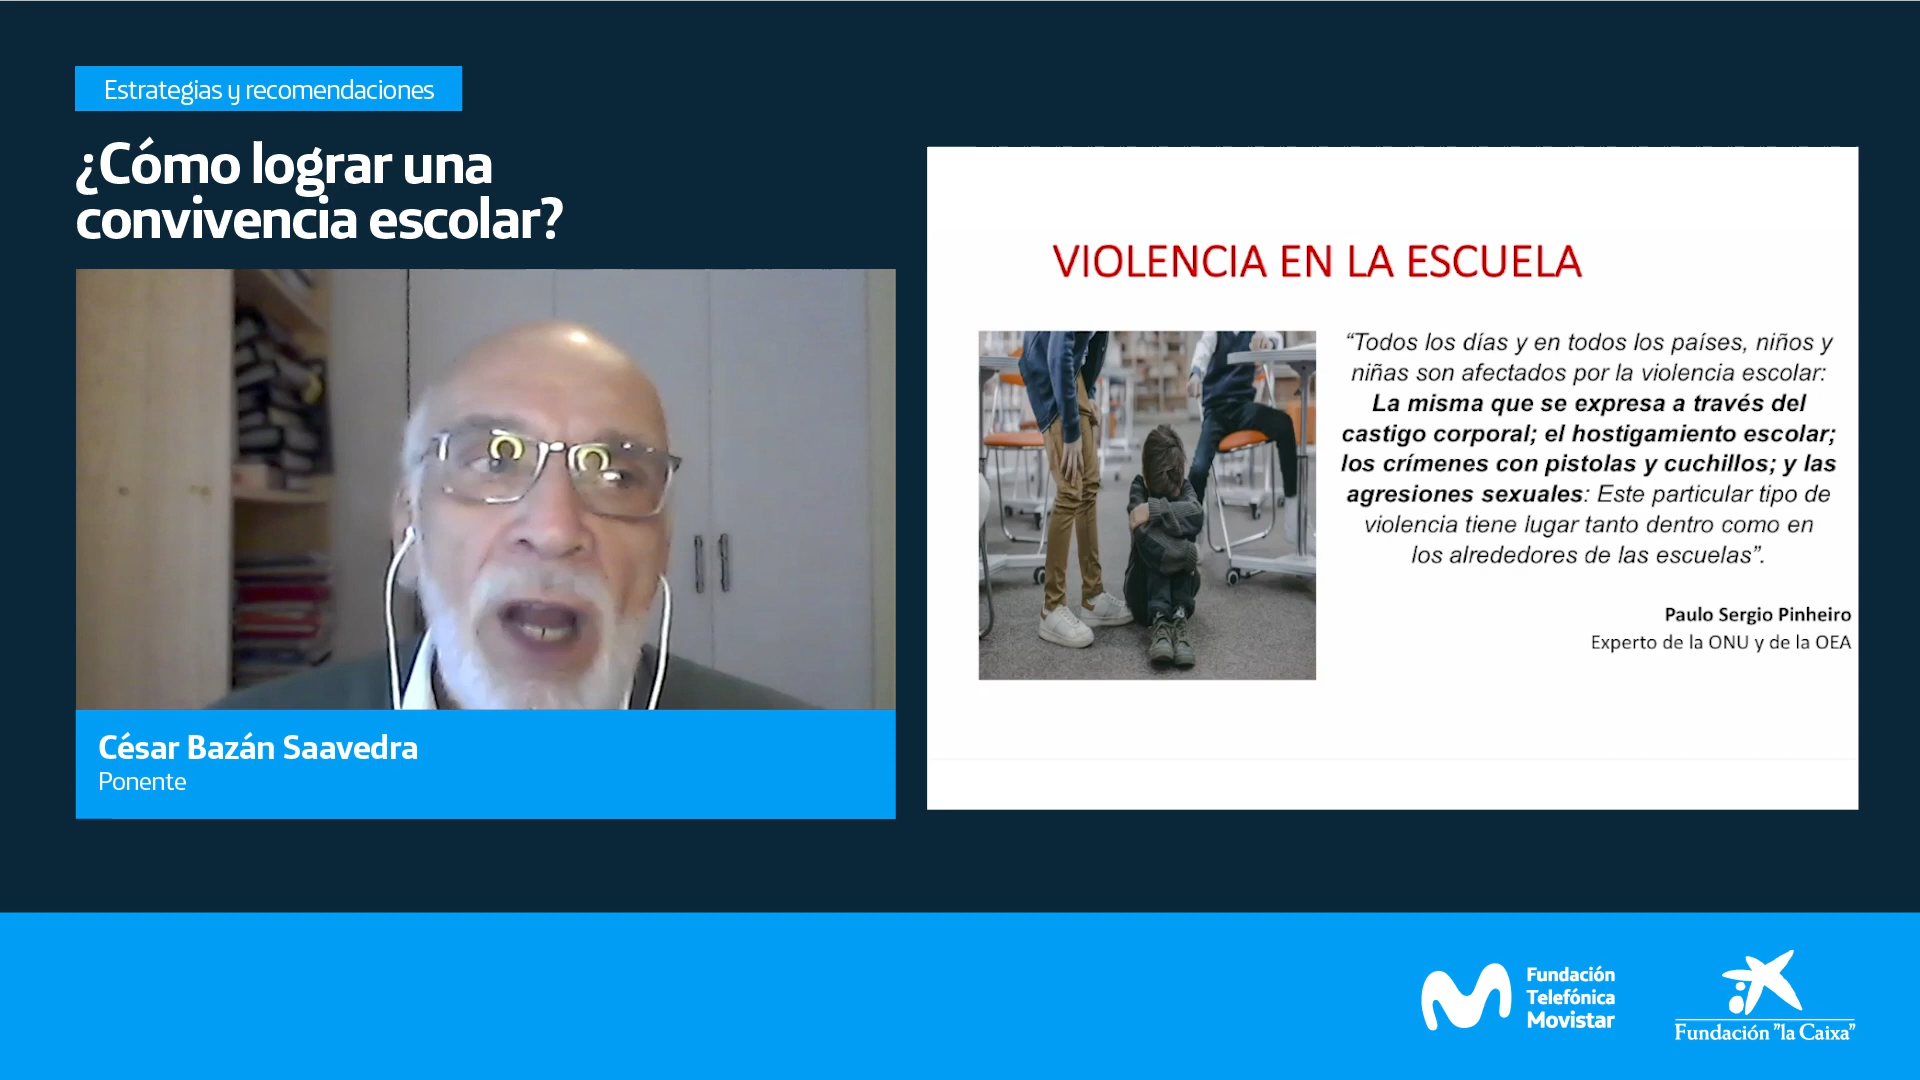 Estrategias y recomendaciones
¿Cómo lograr una
convivencia escolar?
César Bazán Saavedra
Ponente
VIOLENCIA EN LA ESCUELA
“Todos los días y en todos los países, niños y
niñas son afectados por la violencia escolar:
La misma que se expresa a través del
castigo corporal; el hostigamiento escolar;
los crímenes con pistolas y cuchillos; y las
agresiones sexuales: Este particular tipo de
violencia tiene lugar tanto dentro como en
los alrededores de las escuelas”.
Paulo Sergio Pinheiro
Experto de la ONU y de la OEA
Fundación
Telefónica
Movistar
Fundación "la Caixa"